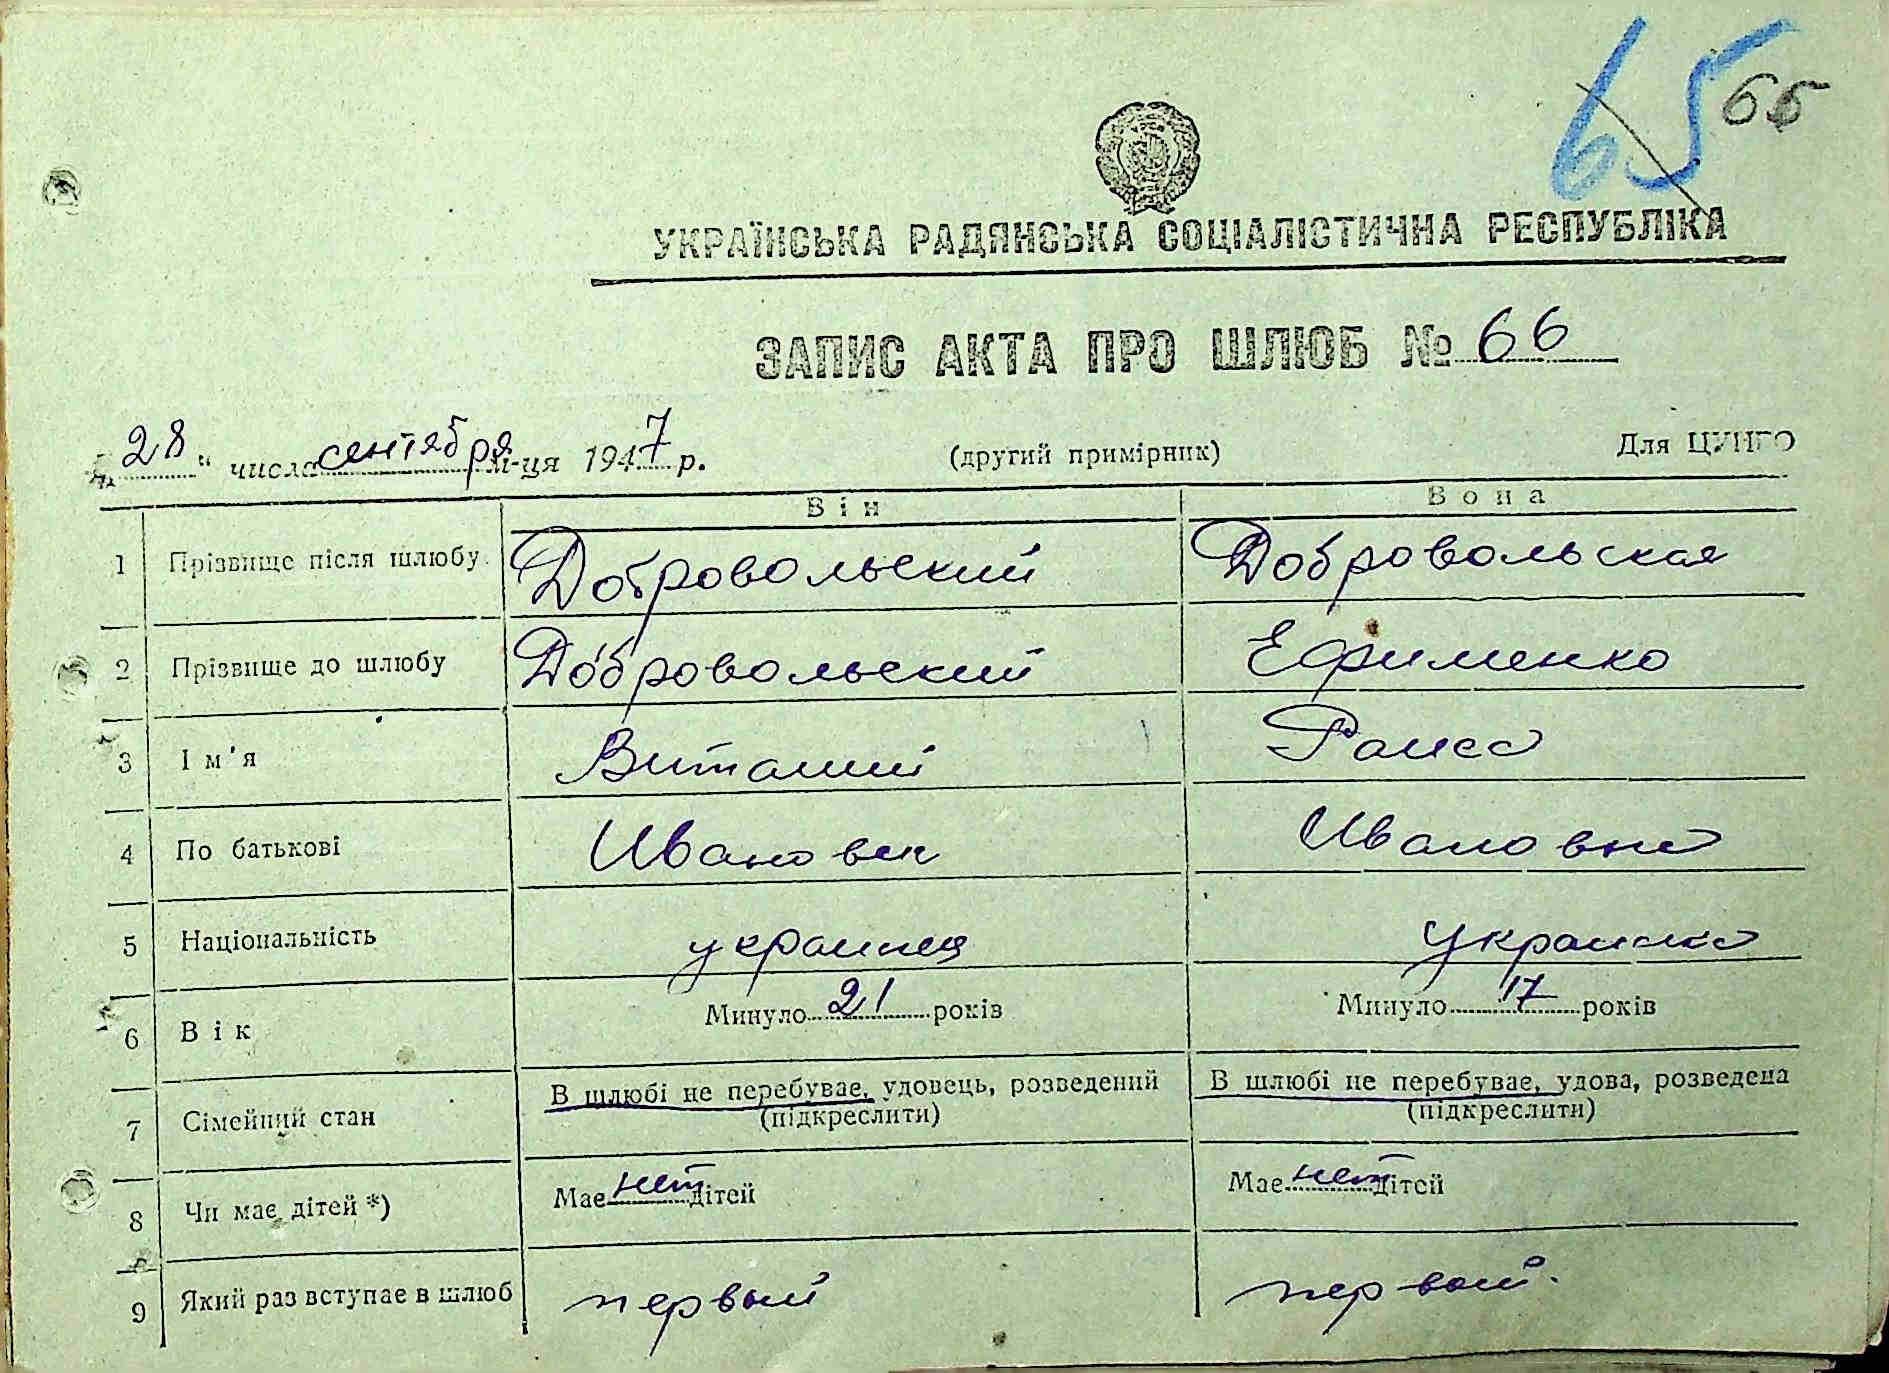 65 66
УКРАЇНСЬКА РАДЯНСЬКА СОЦІАЛІСТИЧНА РЕСПУБЛІКА
ЗАПИС АКТА ПРО ШЛЮБ № 66
„28“ числа сентября м-ця 1947 р. (другий примірник) Для ЦУНГО
Він Вона
1 Прізвище після шлюбу Добровольский Добровольская
2 Прізвище до шлюбу Добровольский Ефименко
3 Ім'я Виталий Раиса
4 По батькові Иванович Ивановна
5 Національність украинец украинка
6 Вік Минуло 21 років Минуло 17 років
7 Сімейний стан В шлюбі не перебуває, удовець, розведений В шлюбі не перебуває, удова, розведена
(підкреслити) (підкреслити)
8 Чи має дітей *) Має нет дітей Має нет дітей
9 Який раз вступає в шлюб первый первый.